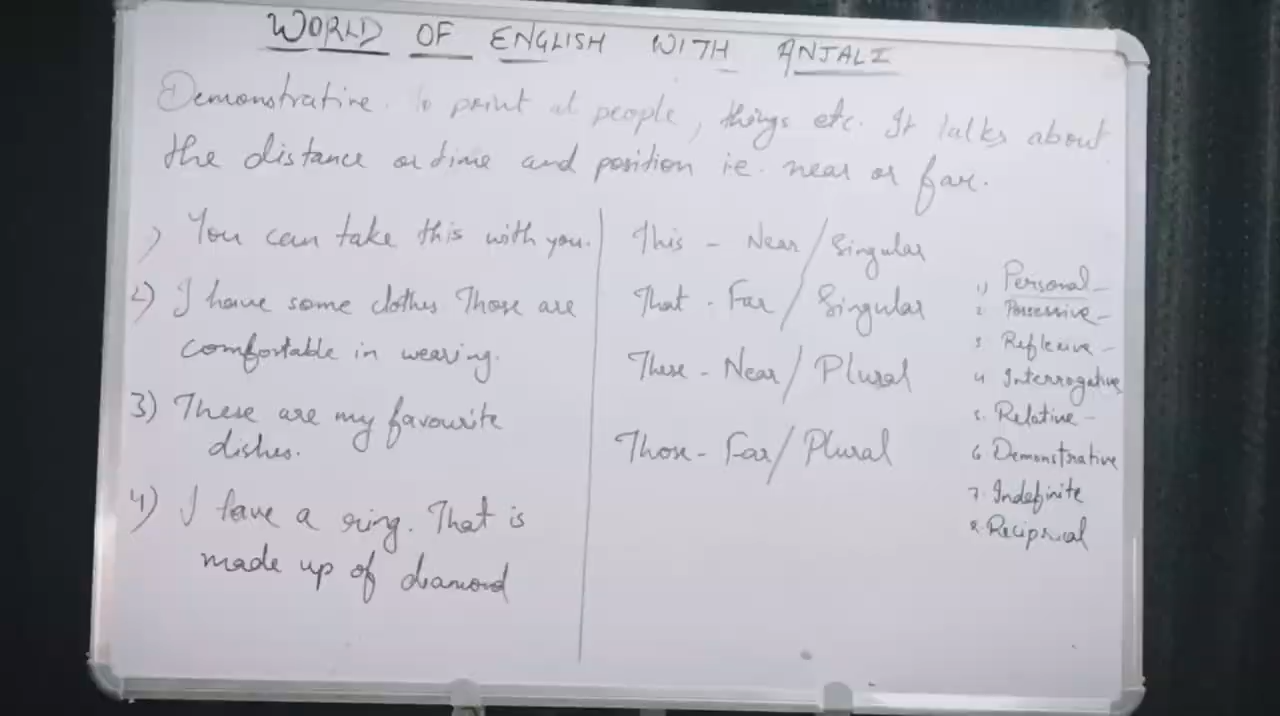 WORLD OF ENGLISH WITH ANJALI
Demonstrative. to point at people, things etc. It talks about
the distance or time and position i.e. near or far.
1) You can take this with you.
2) I have some clothes Those are
comfortable in wearing.
3) These are my favourite
dishes.
4) I have a ring. That is
made up of diamond
This - Near/Singular
That - Far/Singular
These - Near/Plural
Those - Far/Plural
1) Personal -
2 Possessive -
3 Reflexive -
4 Interrogative
5. Relative -
6 Demonstrative
7. Indefinite
8. Reciprical